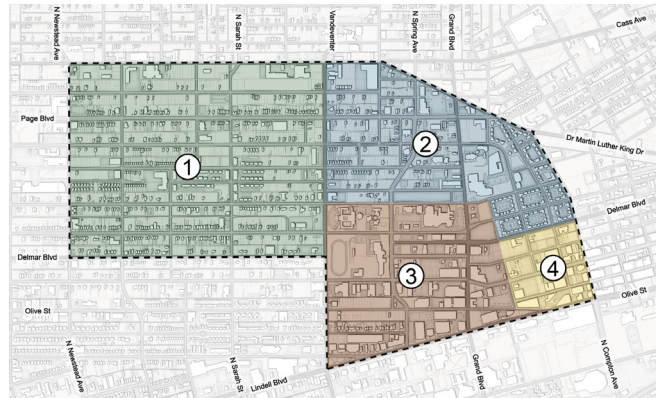 N Newstead Ave
N Sarah St
Vandeventer
N Spring Ave
Grand Blvd
Cass Ave
Page Blvd
Dr Martin Luther King Dr
1
2
Delmar Blvd
Delmar Blvd
3
4
Olive St
Olive St
N Newstead Ave
N Sarah St
Lindell Blvd
Grand Blvd
N Compton Ave